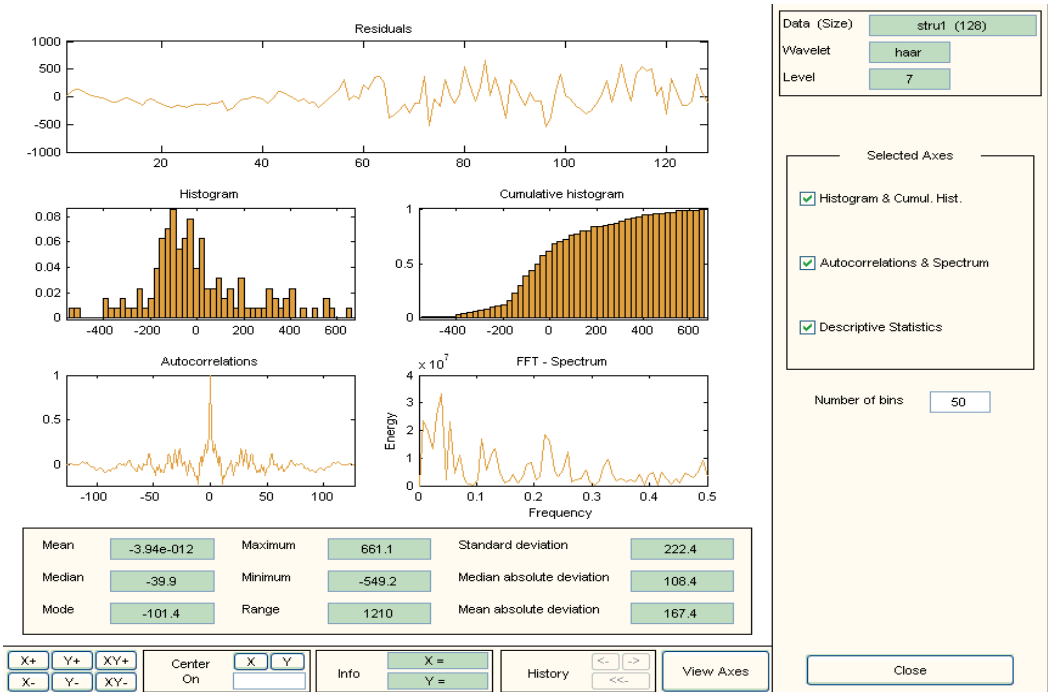 Residuals
1000
500
0
-500
-1000
20 40 60 80 100 120
Histogram
0.08
0.06
0.04
0.02
0
-400 -200 0 200 400 600
Cumulative histogram
1
0.5
0
-400 -200 0 200 400 600
Autocorrelations
1
0.5
0
-100 -50 0 50 100
FFT - Spectrum
x 10^7
4
3
2
1
0
Energy
0 0.1 0.2 0.3 0.4 0.5
Frequency
Mean -3.94e-012 Maximum 661.1 Standard deviation 222.4
Median -39.9 Minimum -549.2 Median absolute deviation 108.4
Mode -101.4 Range 1210 Mean absolute deviation 167.4
X+ Y+ XY+
X- Y- XY-
Center On X Y
Info X = Y =
History <- -> <<-
View Axes
Data (Size) stru1 (128)
Wavelet haar
Level 7
Selected Axes
Histogram & Cumul. Hist.
Autocorrelations & Spectrum
Descriptive Statistics
Number of bins 50
Close